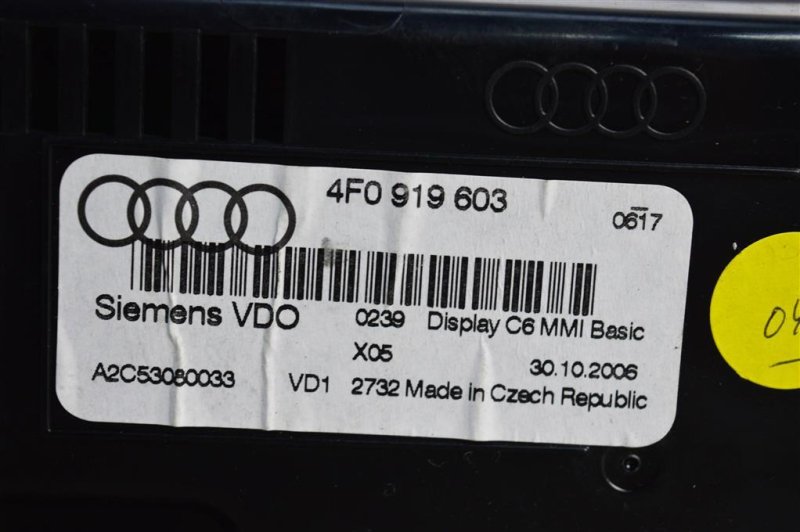 4F0 919 603
0617
Siemens VDO 0239 Display C6 MMI Basic
X05 30.10.2006
A2C53080033 VD1 2732 Made in Czech Republic